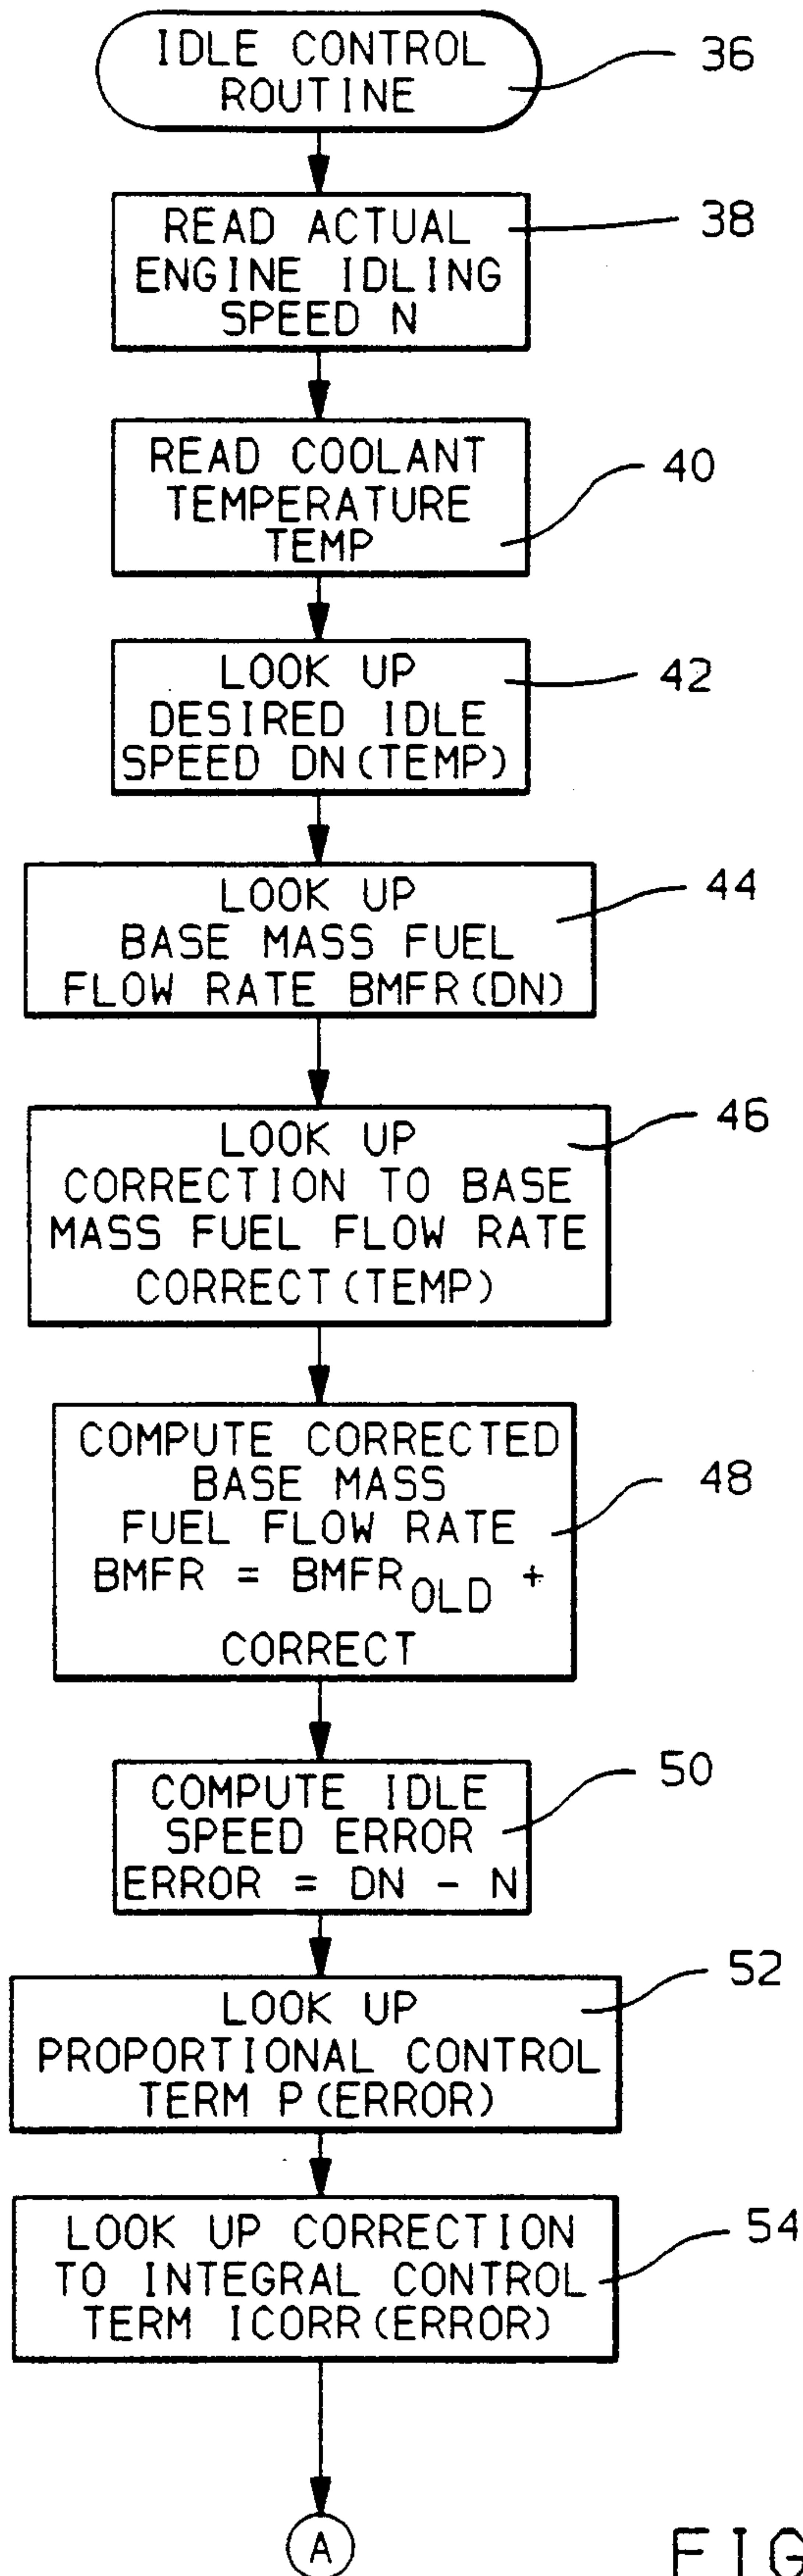 IDLE CONTROL
ROUTINE
36
READ ACTUAL
ENGINE IDLING
SPEED N
38
READ COOLANT
TEMPERATURE
TEMP
40
LOOK UP
DESIRED IDLE
SPEED DN(TEMP)
42
LOOK UP
BASE MASS FUEL
FLOW RATE BMFR(DN)
44
LOOK UP
CORRECTION TO BASE
MASS FUEL FLOW RATE
CORRECT(TEMP)
46
COMPUTE CORRECTED
BASE MASS
FUEL FLOW RATE
BMFR = BMFR OLD +
CORRECT
48
COMPUTE IDLE
SPEED ERROR
ERROR = DN - N
50
LOOK UP
PROPORTIONAL CONTROL
TERM P(ERROR)
52
LOOK UP CORRECTION
TO INTEGRAL CONTROL
TERM ICORR(ERROR)
54
A
FIG